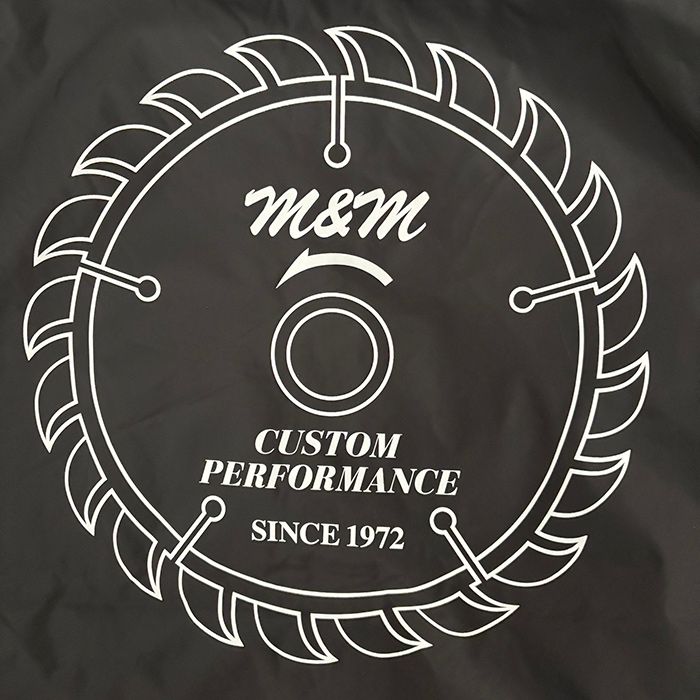 M&M
CUSTOM
PERFORMANCE
SINCE 1972